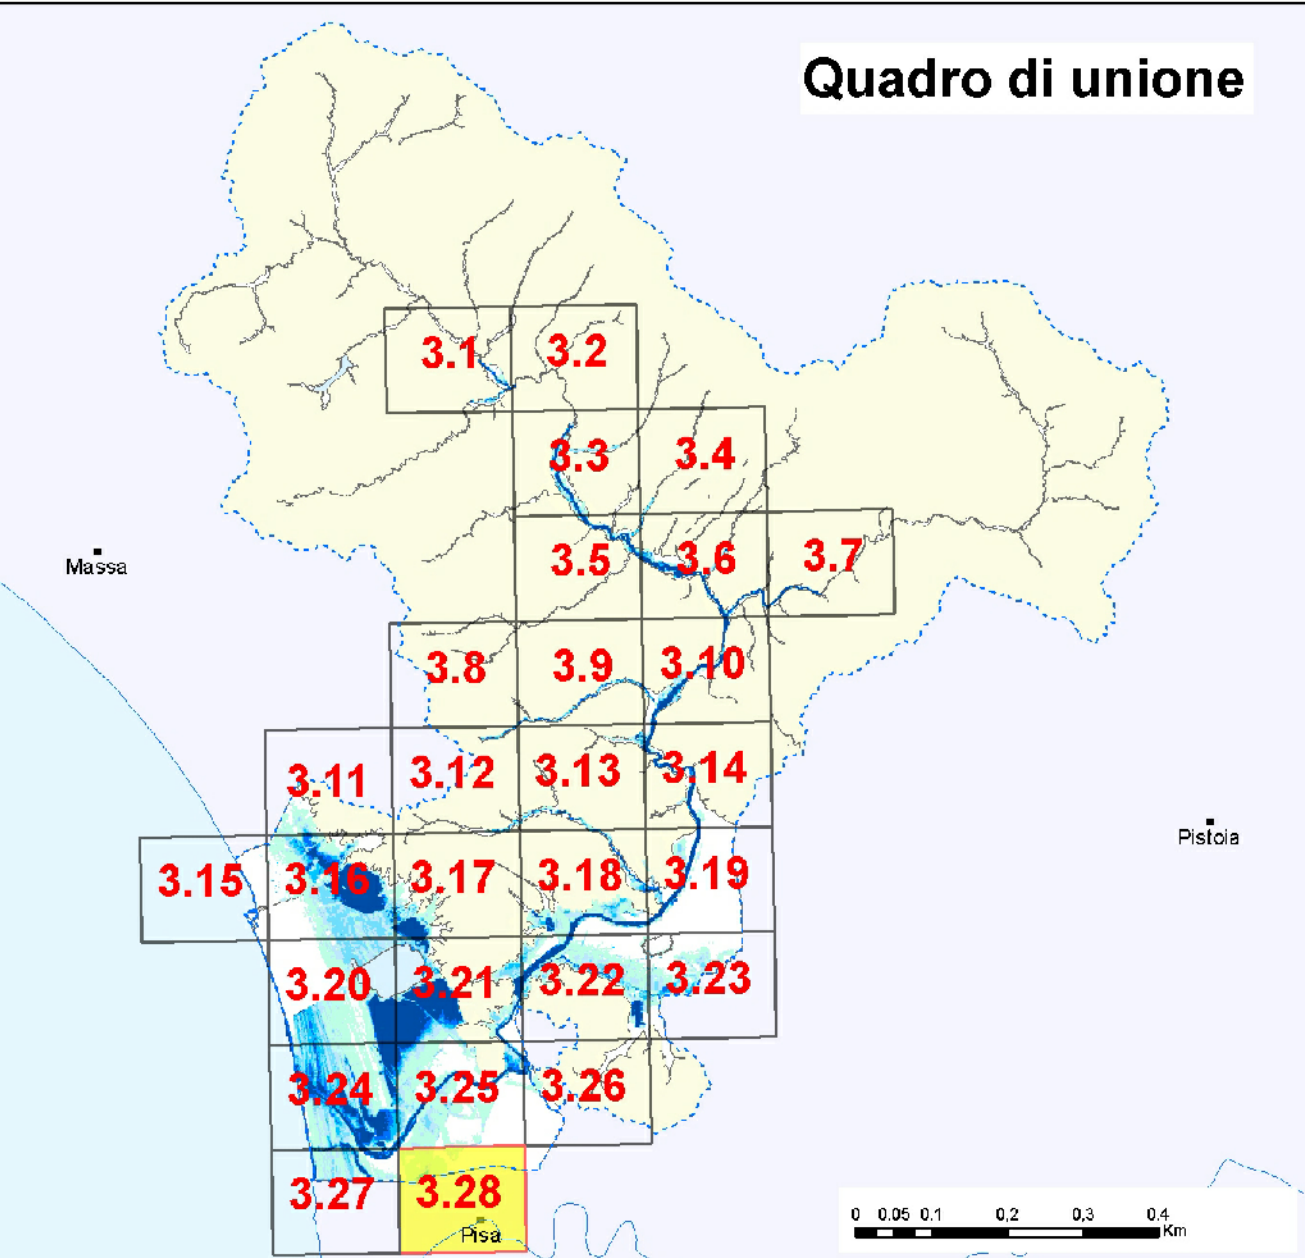 Quadro di unione
3.1 3.2
3.3 3.4
Massa 3.5 3.6 3.7
3.8 3.9 3.10
3.11 3.12 3.13 3.14
Pistoia
3.15 3.16 3.17 3.18 3.19
3.20 3.21 3.22 3.23
3.24 3.25 3.26
3.27 3.28
Pisa
0 0.05 0.1 0,2 0,3 0.4
Km